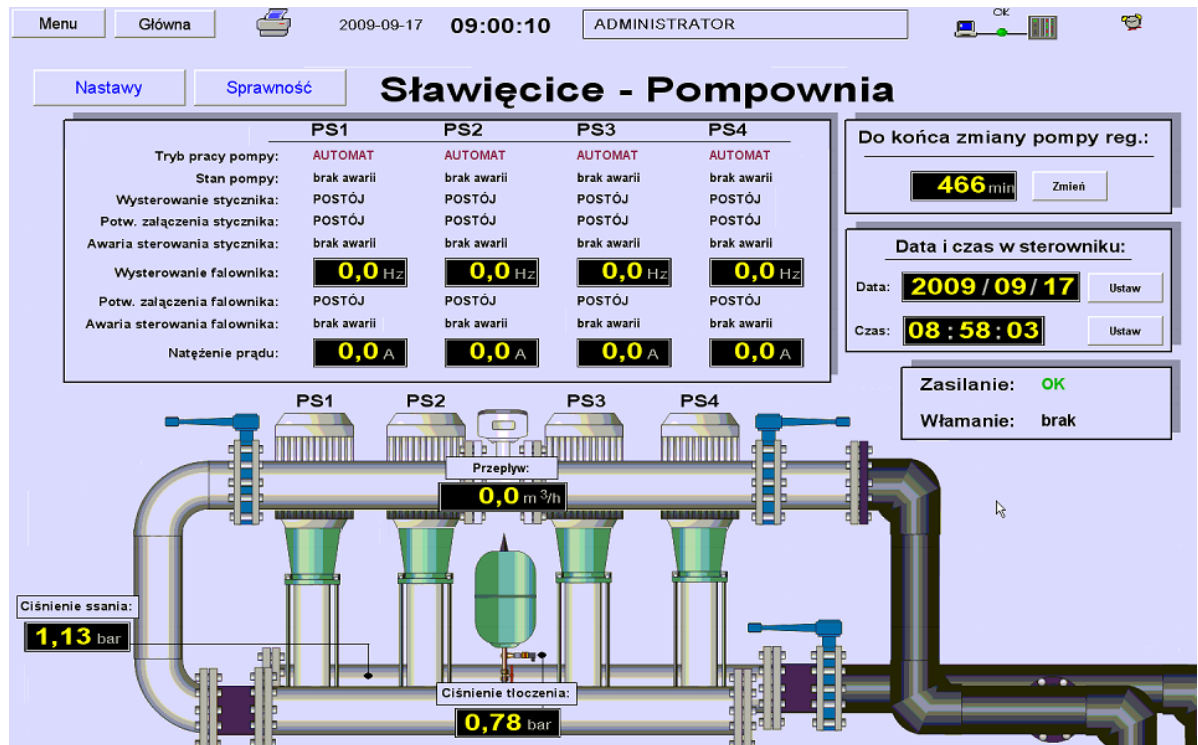 Menu Główna 2009-09-17 09:00:10 ADMINISTRATOR OK
Nastawy Sprawność Sławięcice - Pompownia
PS1 PS2 PS3 PS4
Tryb pracy pompy: AUTOMAT AUTOMAT AUTOMAT AUTOMAT
Stan pompy: brak awarii brak awarii brak awarii brak awarii
Wysterowanie stycznika: POSTÓJ POSTÓJ POSTÓJ POSTÓJ
Potw. załączenia stycznika: POSTÓJ POSTÓJ POSTÓJ POSTÓJ
Awaria sterowania stycznika: brak awarii brak awarii brak awarii brak awarii
Wysterowanie falownika: 0,0 Hz 0,0 Hz 0,0 Hz 0,0 Hz
Potw. załączenia falownika: POSTÓJ POSTÓJ POSTÓJ POSTÓJ
Awaria sterowania falownika: brak awarii brak awarii brak awarii brak awarii
Natężenie prądu: 0,0 A 0,0 A 0,0 A 0,0 A
Do końca zmiany pompy reg.:
466 min Zmień
Data i czas w sterowniku:
Data: 2009 / 09 / 17 Ustaw
Czas: 08 : 58 : 03 Ustaw
Zasilanie: OK
Włamanie: brak
PS1 PS2 PS3 PS4
Przepływ:
0,0 m³/h
Ciśnienie ssania:
1,13 bar
Ciśnienie tłoczenia:
0,78 bar